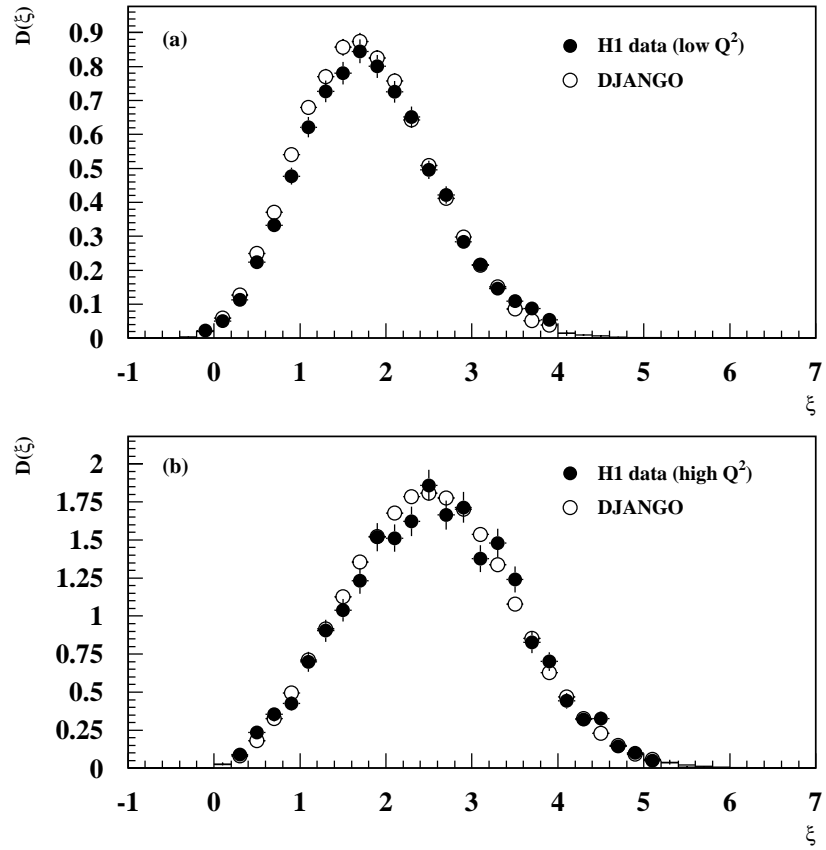 D(ξ)
(a)
H1 data (low Q²)
DJANGO
0.9
0.8
0.7
0.6
0.5
0.4
0.3
0.2
0.1
0
-1 0 1 2 3 4 5 6 7
ξ
D(ξ)
(b)
H1 data (high Q²)
DJANGO
2
1.75
1.5
1.25
1
0.75
0.5
0.25
0
-1 0 1 2 3 4 5 6 7
ξ